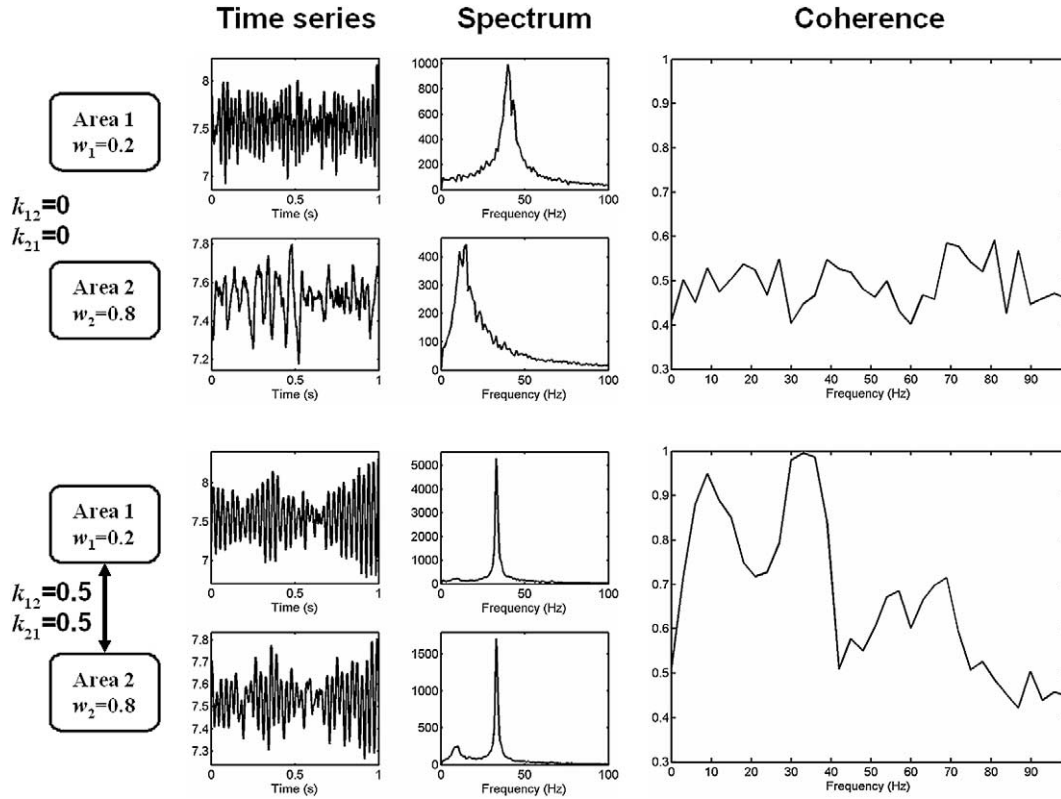 Time series Spectrum Coherence
Area 1
w1=0.2
k12=0
k21=0
Area 2
w2=0.8
8
7.5
7
0 0.5 1
Time (s)
1000
800
600
400
200
0
0 50 100
Frequency (Hz)
7.8
7.6
7.4
7.2
0 0.5 1
Time (s)
400
300
200
100
0
0 50 100
Frequency (Hz)
1
0.9
0.8
0.7
0.6
0.5
0.4
0.3
0 10 20 30 40 50 60 70 80 90
Frequency (Hz)
Area 1
w1=0.2
k12=0.5
k21=0.5
Area 2
w2=0.8
8
7.5
7
0 0.5 1
Time (s)
5000
4000
3000
2000
1000
0
0 50 100
Frequency (Hz)
7.8
7.7
7.6
7.5
7.4
7.3
0 0.5 1
Time (s)
1500
1000
500
0
0 50 100
Frequency (Hz)
1
0.9
0.8
0.7
0.6
0.5
0.4
0.3
0 10 20 30 40 50 60 70 80 90
Frequency (Hz)